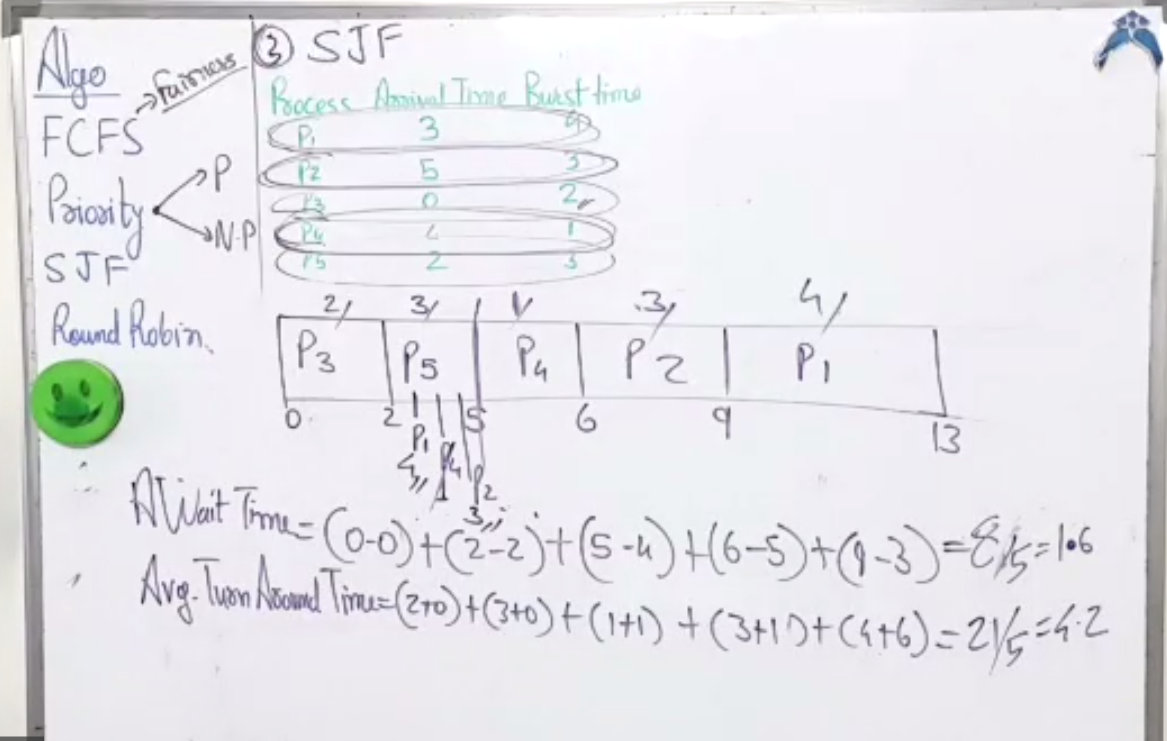 Algo
→ Fairness
FCFS
Priority
→ P
→ N.P
SJF
Round Robin.
③ SJF
Process Arrival Time Burst time
P1 3 4
P2 5 3
P3 0 2
P4 4 1
P5 2 3
2 3 1 3 4
P3 P5 P4 P2 P1
0 2 5 6 9 13
P1 P4 P2
4 1 3
A Wait Time = (0-0)+(2-2)+(5-4)+(6-5)+(9-3)=8/5=1.6
Avg. Turn Around Time=(2+0)+(3+0)+(1+1)+(3+1)+(4+6)=21/5=4.2